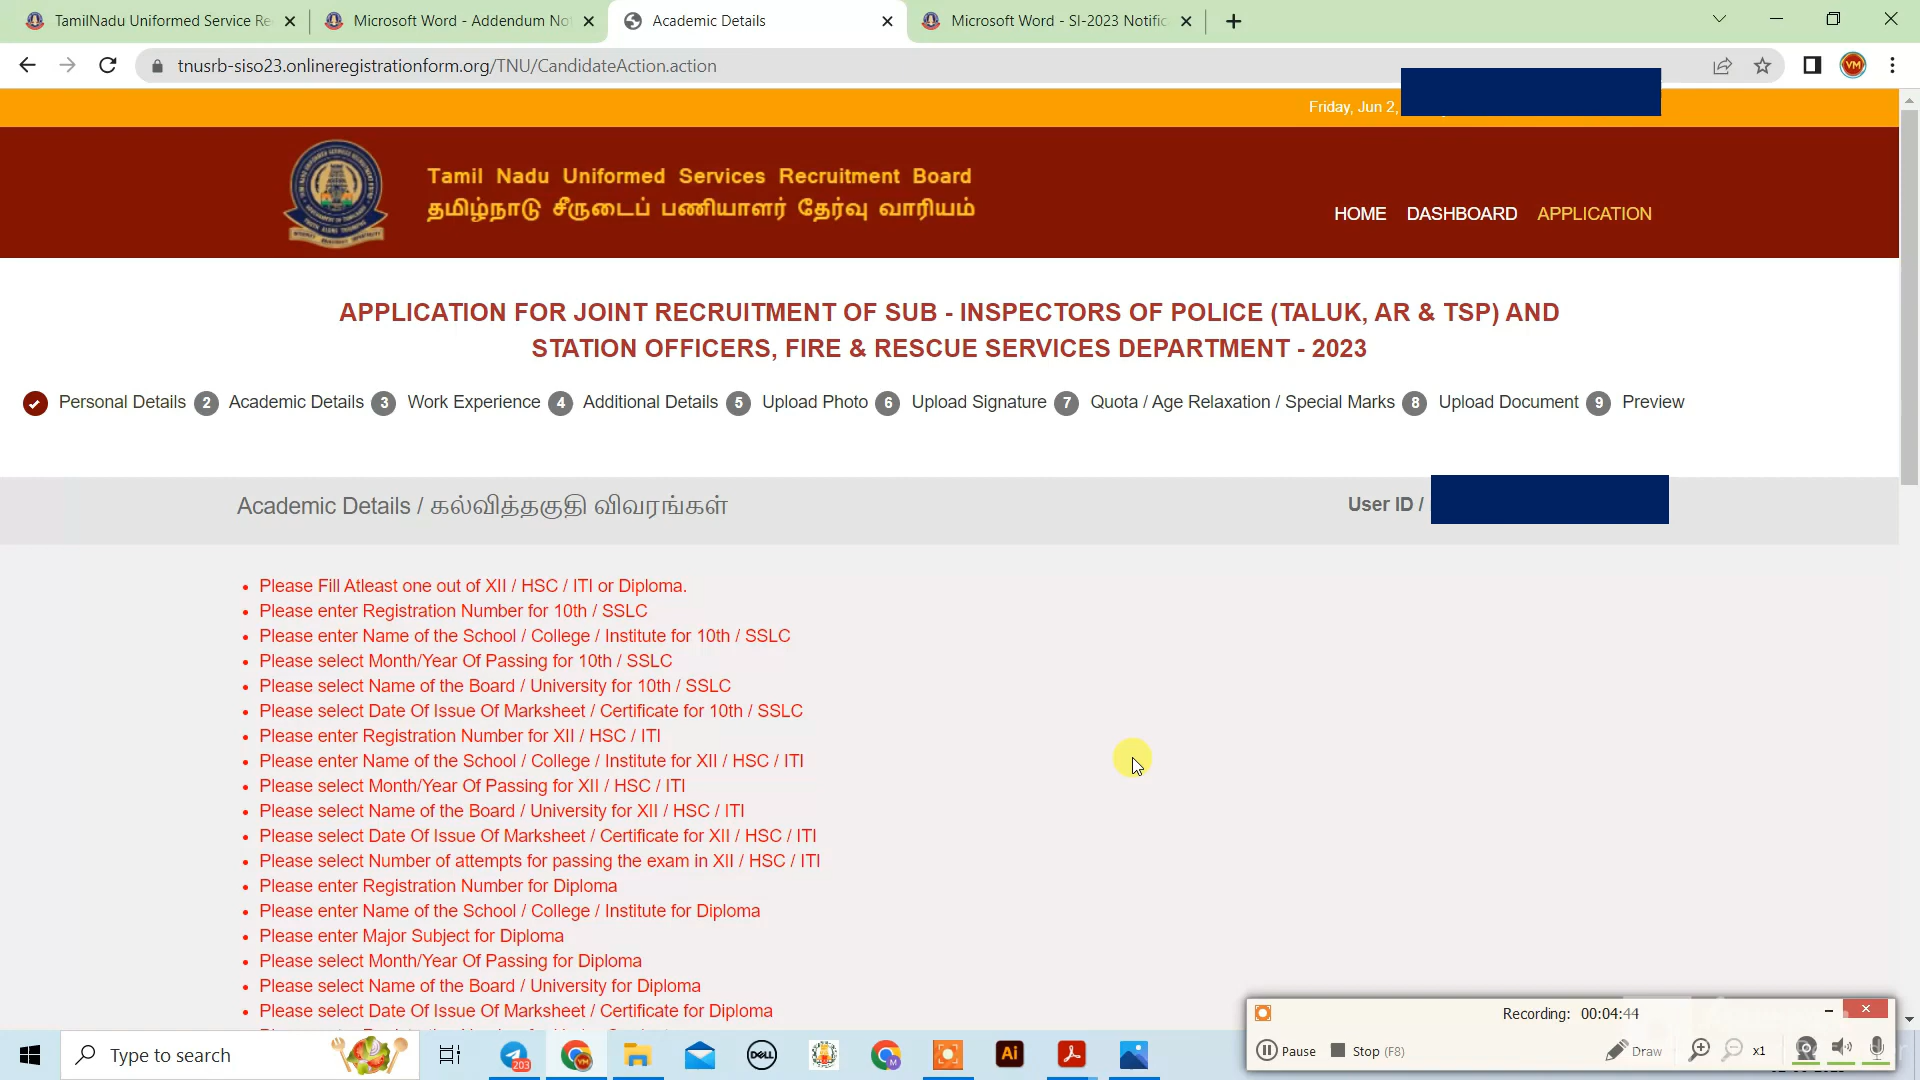 TamilNadu Uniformed Service Re
Microsoft Word - Addendum No
Academic Details
Microsoft Word - SI-2023 Notific
tnusrb-siso23.onlineregistrationform.org/TNU/CandidateAction.action
VM
Friday, Jun 2,
Tamil Nadu Uniformed Services Recruitment Board
தமிழ்நாடு சீருடைப் பணியாளர் தேர்வு வாரியம்
HOME DASHBOARD APPLICATION
APPLICATION FOR JOINT RECRUITMENT OF SUB - INSPECTORS OF POLICE (TALUK, AR & TSP) AND
STATION OFFICERS, FIRE & RESCUE SERVICES DEPARTMENT - 2023
Personal Details 2 Academic Details 3 Work Experience 4 Additional Details 5 Upload Photo 6 Upload Signature 7 Quota / Age Relaxation / Special Marks 8 Upload Document 9 Preview
Academic Details / கல்வித்தகுதி விவரங்கள்
User ID /
Please Fill Atleast one out of XII / HSC / ITI or Diploma.
Please enter Registration Number for 10th / SSLC
Please enter Name of the School / College / Institute for 10th / SSLC
Please select Month/Year Of Passing for 10th / SSLC
Please select Name of the Board / University for 10th / SSLC
Please select Date Of Issue Of Marksheet / Certificate for 10th / SSLC
Please enter Registration Number for XII / HSC / ITI
Please enter Name of the School / College / Institute for XII / HSC / ITI
Please select Month/Year Of Passing for XII / HSC / ITI
Please select Name of the Board / University for XII / HSC / ITI
Please select Date Of Issue Of Marksheet / Certificate for XII / HSC / ITI
Please select Number of attempts for passing the exam in XII / HSC / ITI
Please enter Registration Number for Diploma
Please enter Name of the School / College / Institute for Diploma
Please enter Major Subject for Diploma
Please select Month/Year Of Passing for Diploma
Please select Name of the Board / University for Diploma
Please select Date Of Issue Of Marksheet / Certificate for Diploma
Recording: 00:04:44
Pause Stop (F8) Draw x1
Type to search
203
VM
DELL
M
Ai